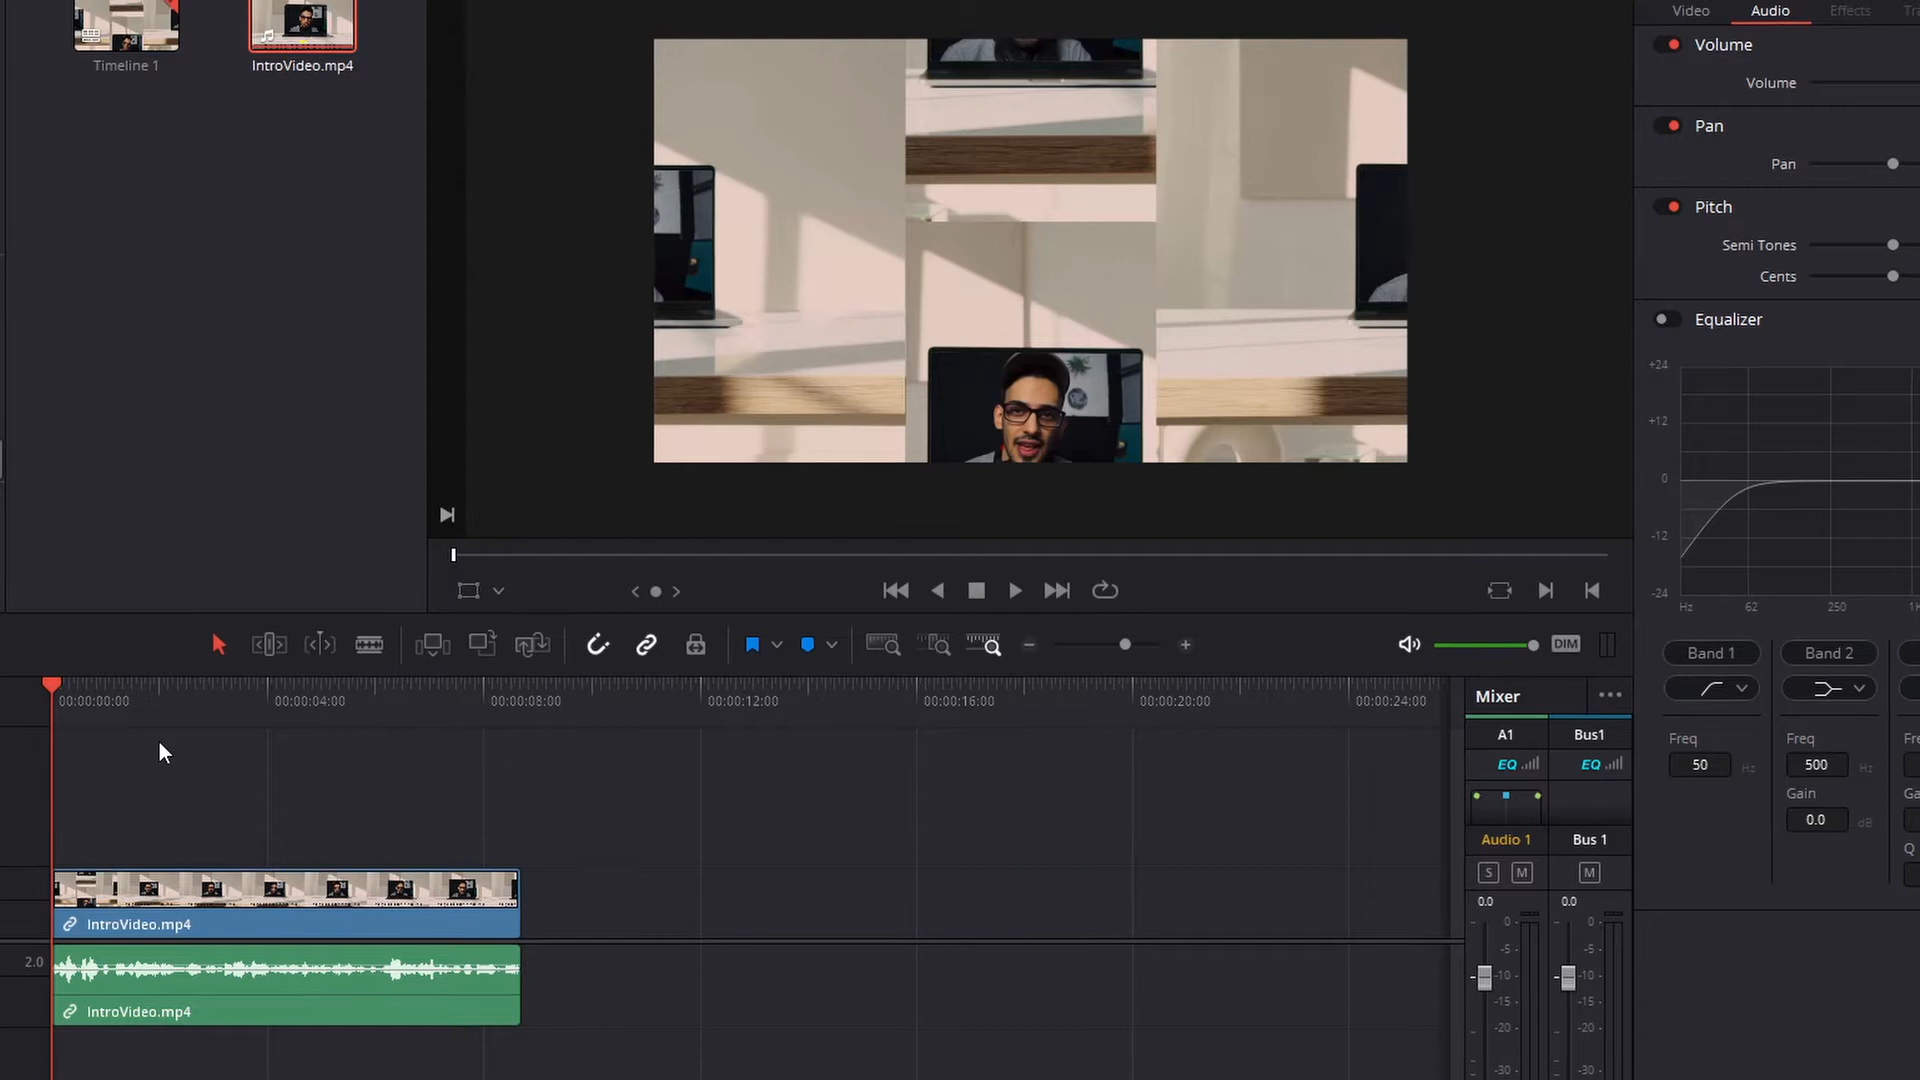 Video Audio Effects
Timeline 1
IntroVideo.mp4
Volume
Volume
Pan
Pan
Pitch
Semi Tones
Cents
Equalizer
+24
+12
0
-12
-24
Hz 62 250
Band 1 Band 2
Freq Freq
50 Hz 500 Hz
Gain
0.0 dB
Q
DIM
00:00:00:00 00:00:04:00 00:00:08:00 00:00:12:00 00:00:16:00 00:00:20:00 00:00:24:00
Mixer
A1 Bus1
EQ EQ
Audio 1 Bus 1
S M M
0.0 0.0
0 0
-5 -5
-10 -10
-15 -15
-20 -20
-30 -30
IntroVideo.mp4
2.0
IntroVideo.mp4